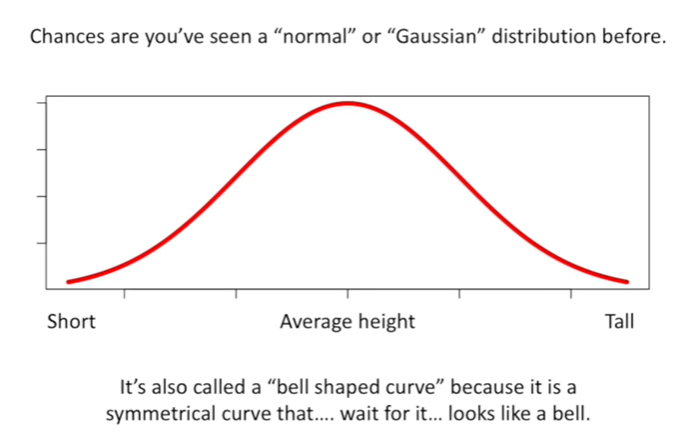 Chances are you’ve seen a “normal” or “Gaussian” distribution before.
Short Average height Tall
It’s also called a “bell shaped curve” because it is a
symmetrical curve that.... wait for it... looks like a bell.